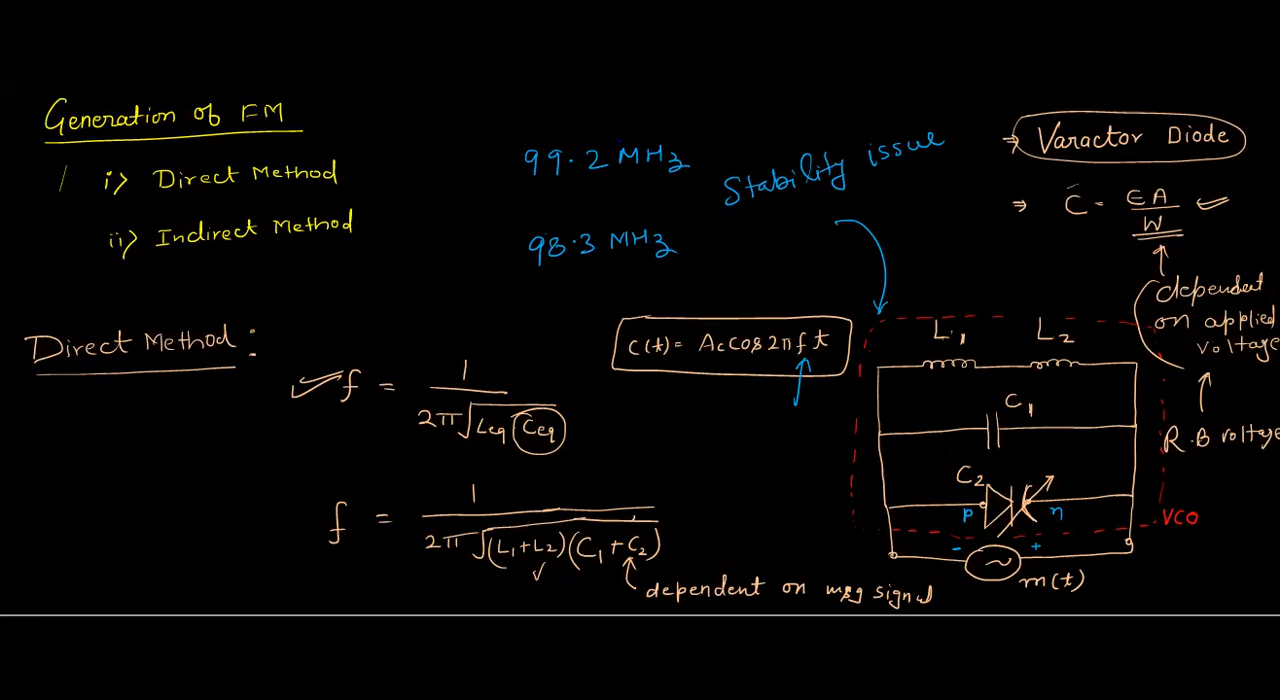 Generation of FM
i) Direct Method
ii) Indirect Method
99.2 MHz
98.3 MHz
Stability issue
⇒ Varactor Diode
⇒ C = ϵA / W
dependent
on applied
voltage
R.B voltage
Direct Method :
f = 1 / 2π√Leq Ceq
c(t) = Ac Cos 2π f t
f = 1 / 2π√(L1+L2)(C1+C2)
dependent on msg signal
L1 L2
C1
C2
p n
- +
m(t)
VCO